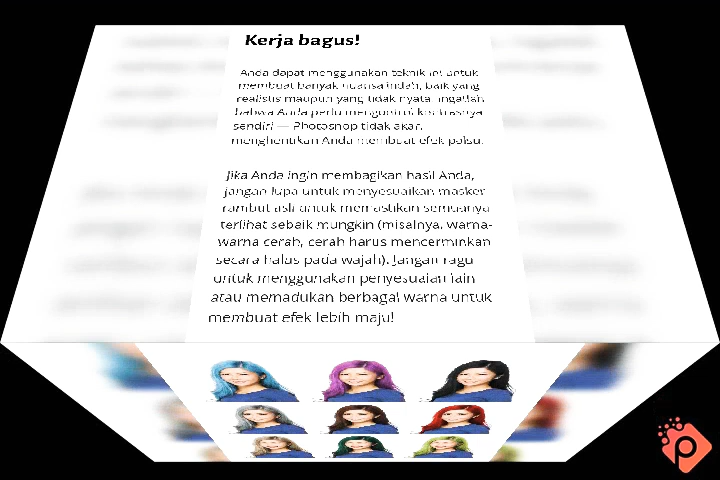 Kerja bagus!
Anda dapat menggunakan teknik ini untuk
membuat banyak nuansa indah, baik yang
realistis maupun yang tidak nyata. Ingatlah
bahwa Anda perlu mengontrol kontrasnya
sendiri — Photoshop tidak akan
menghentikan Anda membuat efek palsu.
Jika Anda ingin membagikan hasil Anda,
jangan lupa untuk menyesuaikan masker
rambut asli untuk memastikan semuanya
terlihat sebaik mungkin (misalnya, warna-
warna cerah, cerah harus mencerminkan
secara halus pada wajah). Jangan ragu
untuk menggunakan penyesuaian lain
atau memadukan berbagai warna untuk
membuat efek lebih maju!